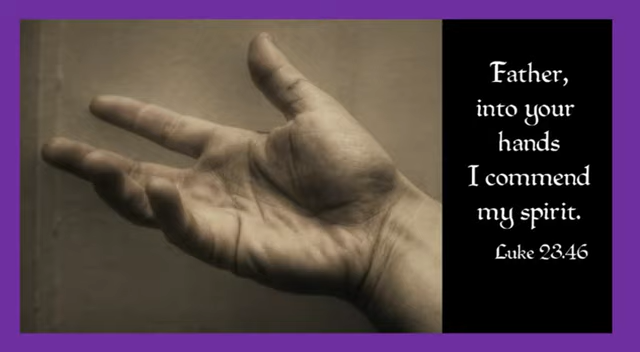 Father,
into your
hands
I commend
my spirit.
Luke 23.46